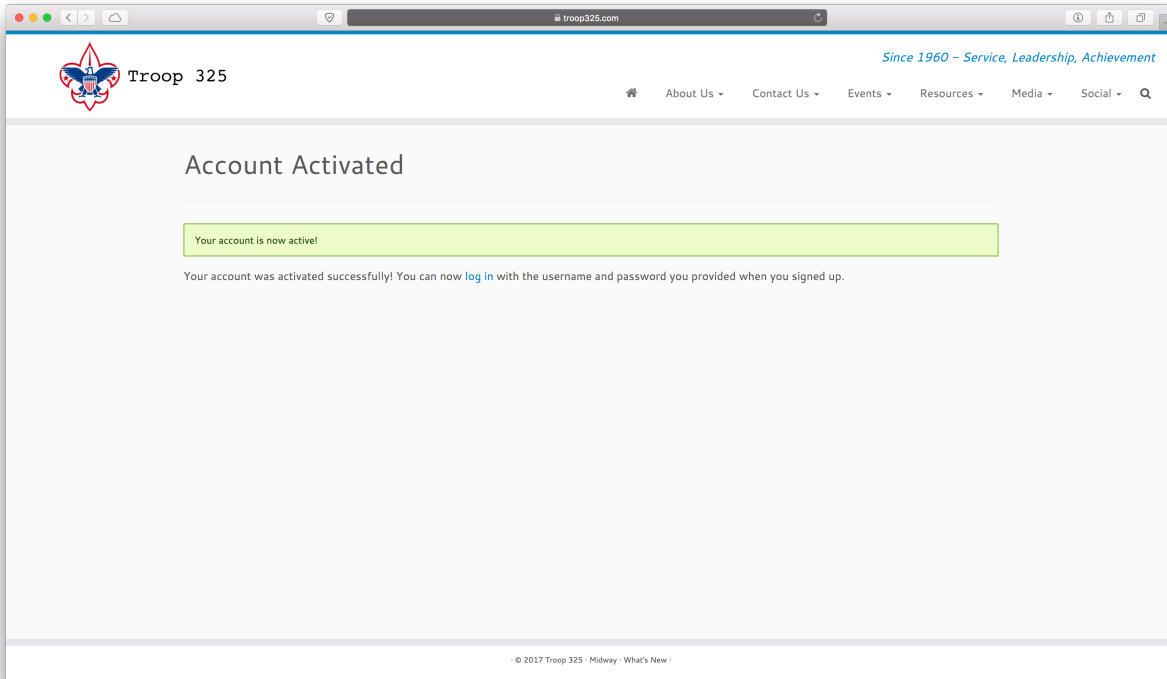 troop325.com
Since 1960 – Service, Leadership, Achievement
Troop 325
About Us
Contact Us
Events
Resources
Media
Social
Account Activated
Your account is now active!
Your account was activated successfully! You can now log in with the username and password you provided when you signed up.
· © 2017 Troop 325 · Midway · What's New ·